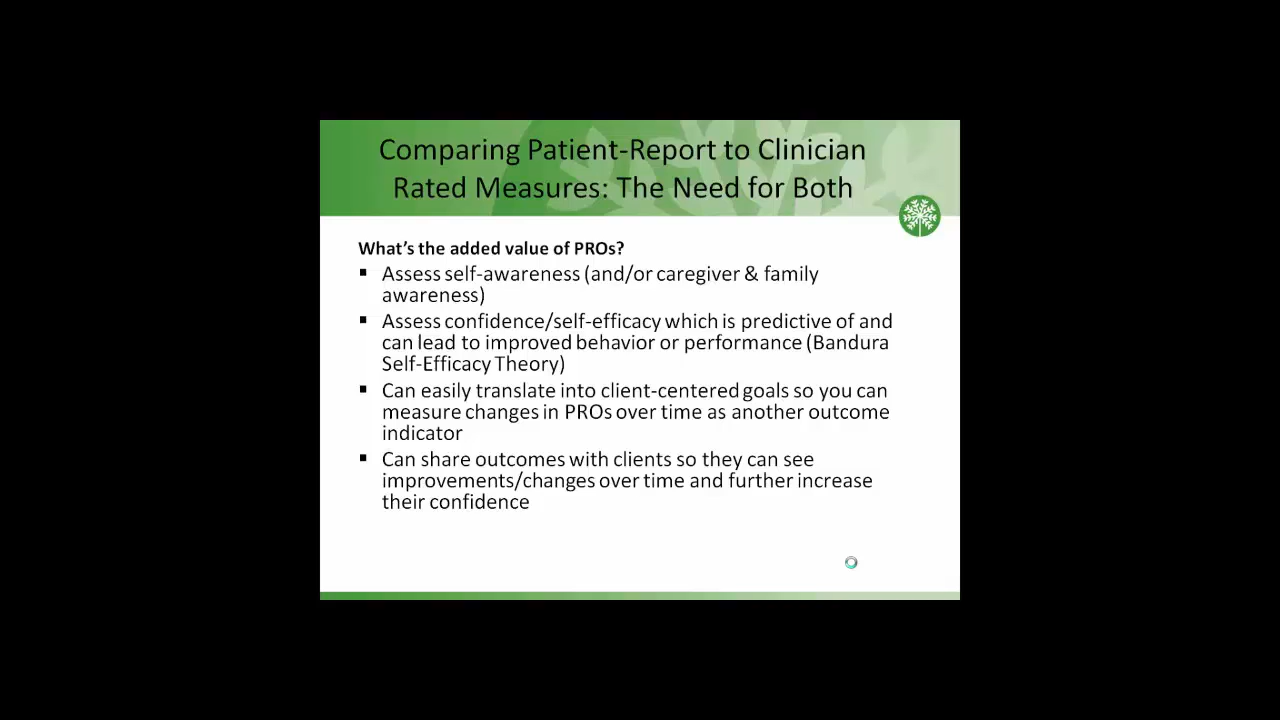 Comparing Patient-Report to Clinician
Rated Measures: The Need for Both
What's the added value of PROs?
▪ Assess self-awareness (and/or caregiver & family
awareness)
▪ Assess confidence/self-efficacy which is predictive of and
can lead to improved behavior or performance (Bandura
Self-Efficacy Theory)
▪ Can easily translate into client-centered goals so you can
measure changes in PROs over time as another outcome
indicator
▪ Can share outcomes with clients so they can see
improvements/changes over time and further increase
their confidence